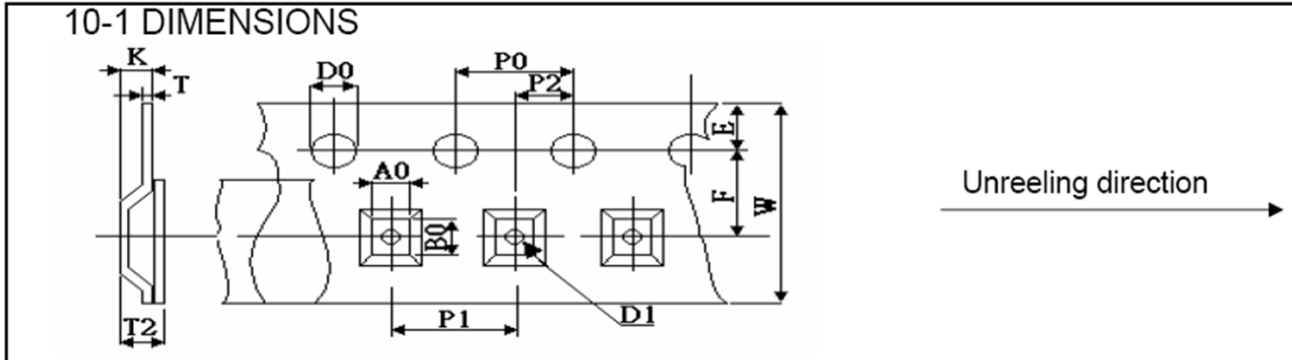 10-1 DIMENSIONS
K
T
D0
P0
P2
E
A0
F
W
Unreeling direction
B0
T2
P1
D1